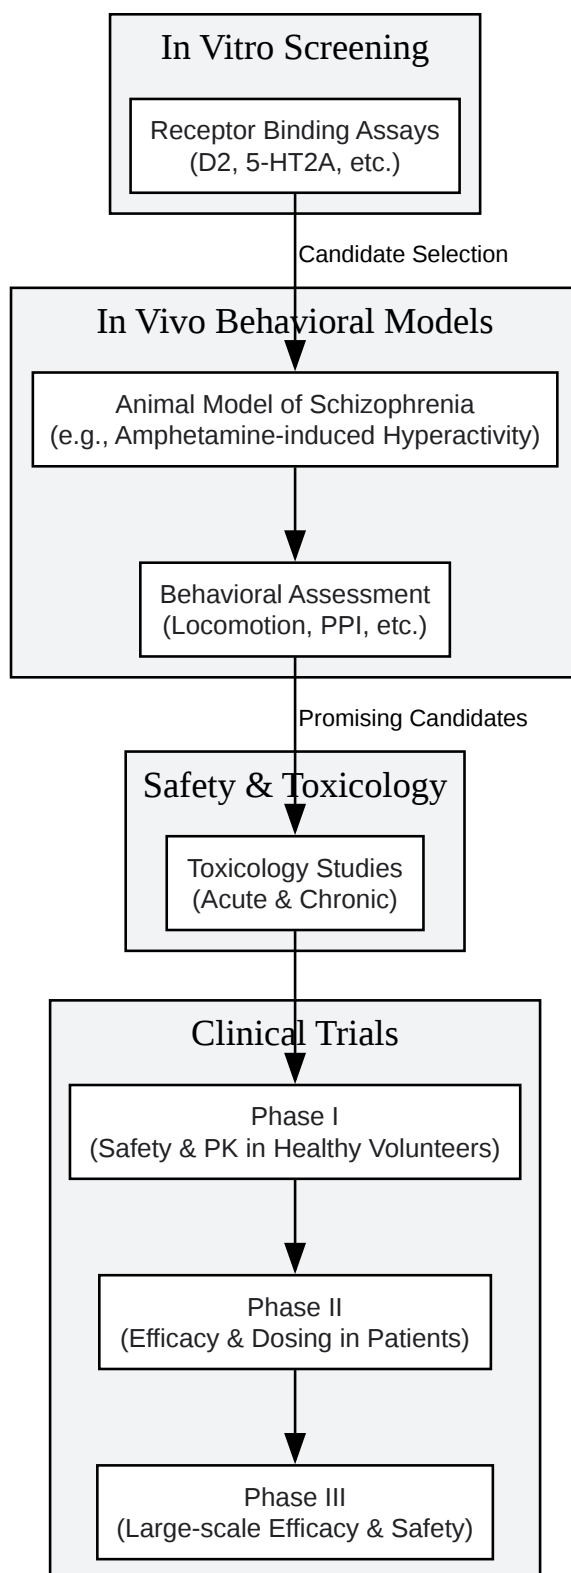 In Vitro Screening
Receptor Binding Assays
(D2, 5-HT2A, etc.)
Candidate Selection
In Vivo Behavioral Models
Animal Model of Schizophrenia
(e.g., Amphetamine-induced Hyperactivity)
Behavioral Assessment
(Locomotion, PPI, etc.)
Promising Candidates
Safety & Toxicology
Toxicology Studies
(Acute & Chronic)
Clinical Trials
Phase I
(Safety & PK in Healthy Volunteers)
Phase II
(Efficacy & Dosing in Patients)
Phase III
(Large-scale Efficacy & Safety)